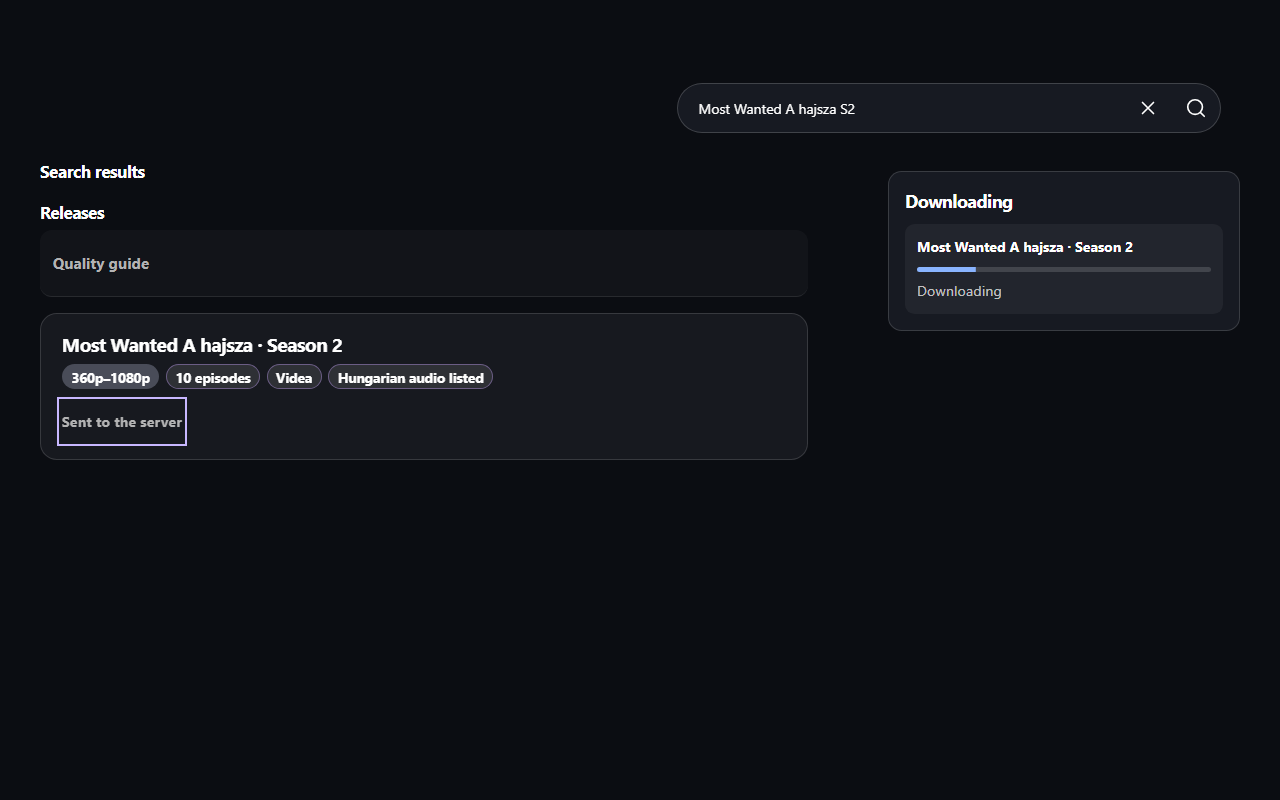 Most Wanted A hajsza S2
Search results
Releases
Quality guide
Most Wanted A hajsza · Season 2
360p–1080p 10 episodes Videa Hungarian audio listed
Sent to the server
Downloading
Most Wanted A hajsza · Season 2
Downloading